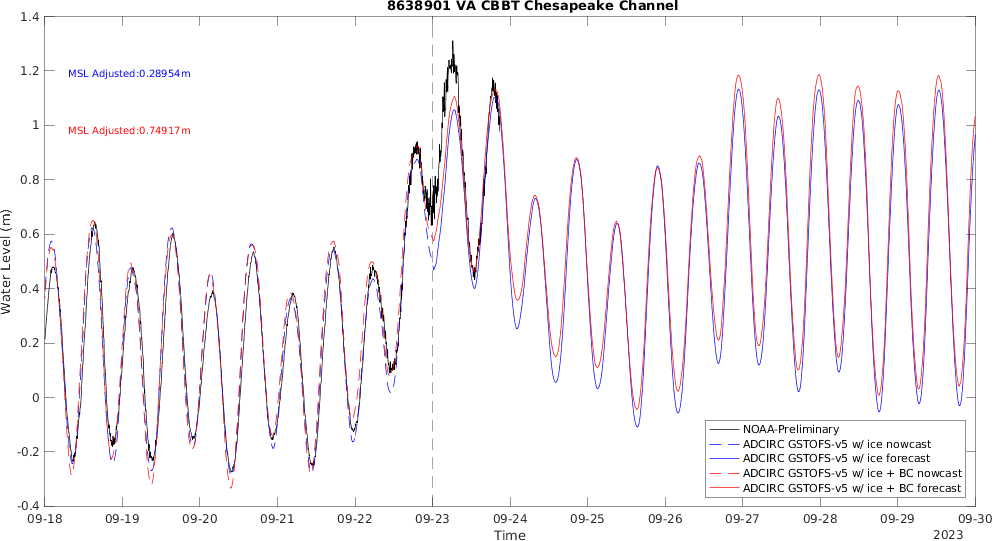 8638901 VA CBBT Chesapeake Channel
1.4
1.2
1
0.8
0.6
0.4
0.2
0
-0.2
-0.4
Water Level (m)
MSL Adjusted:0.28954m
MSL Adjusted:0.74917m
NOAA-Preliminary
ADCIRC GSTOFS-v5 w/ ice nowcast
ADCIRC GSTOFS-v5 w/ ice forecast
ADCIRC GSTOFS-v5 w/ ice + BC nowcast
ADCIRC GSTOFS-v5 w/ ice + BC forecast
09-18 09-19 09-20 09-21 09-22 09-23 09-24 09-25 09-26 09-27 09-28 09-29 09-30
Time
2023